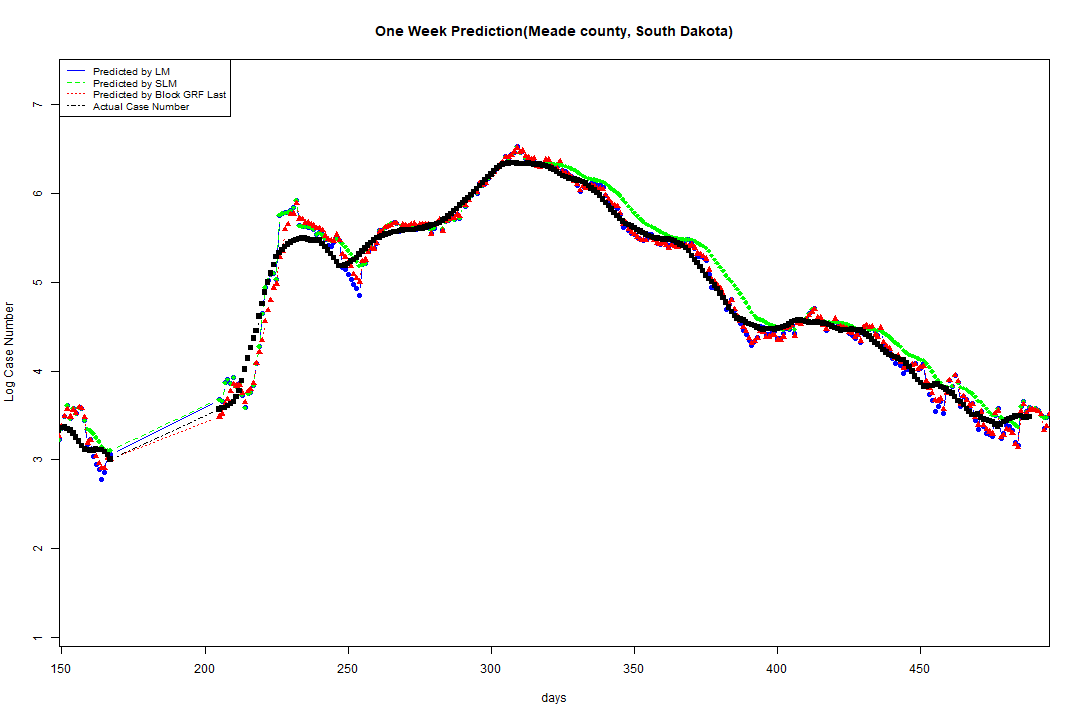 One Week Prediction(Meade county, South Dakota)
Predicted by LM
Predicted by SLM
Predicted by Block GRF Last
Actual Case Number
7
6
5
4
3
2
1
Log Case Number
150 200 250 300 350 400 450
days